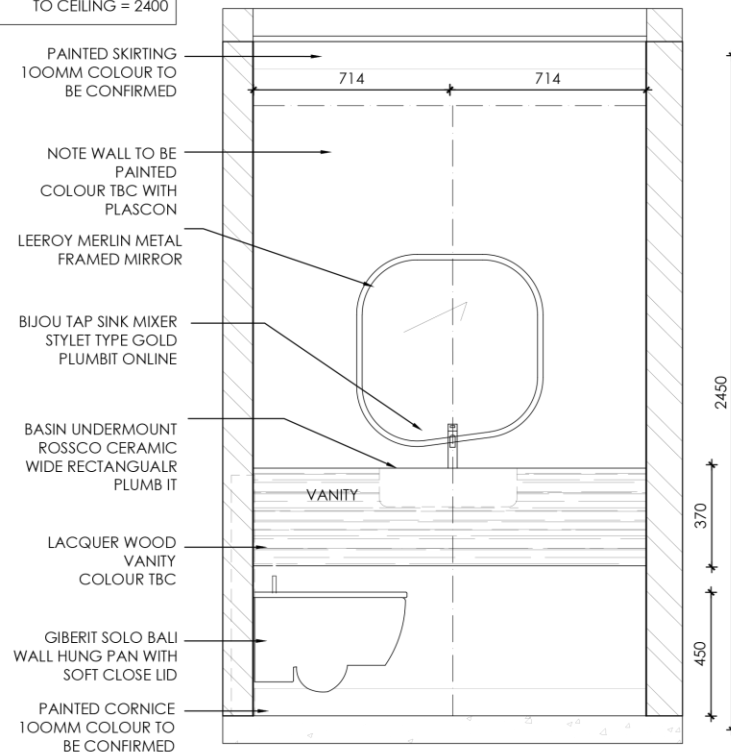 TO CEILING = 2400
PAINTED SKIRTING
1OOMM COLOUR TO
BE CONFIRMED
714
714
NOTE WALL TO BE
PAINTED
COLOUR TBC WITH
PLASCON
LEEROY MERLIN METAL
FRAMED MIRROR
BIJOU TAP SINK MIXER
STYLET TYPE GOLD
PLUMBIT ONLINE
2450
BASIN UNDERMOUNT
ROSSCO CERAMIC
WIDE RECTANGUALR
PLUMB IT
VANITY
370
LACQUER WOOD
VANITY
COLOUR TBC
GIBERIT SOLO BALI
WALL HUNG PAN WITH
SOFT CLOSE LID
450
PAINTED CORNICE
1OOMM COLOUR TO
BE CONFIRMED